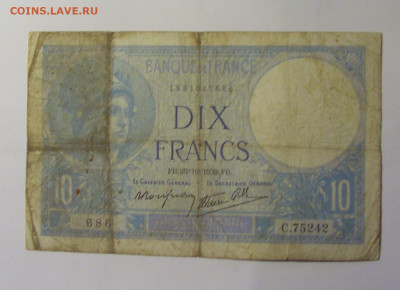 COINS.LAVE.RU
BANQUE DE FRANCE
DIX
FRANCS
Le Caissier Général Le Secrétaire Général
10 10
686 C.75242